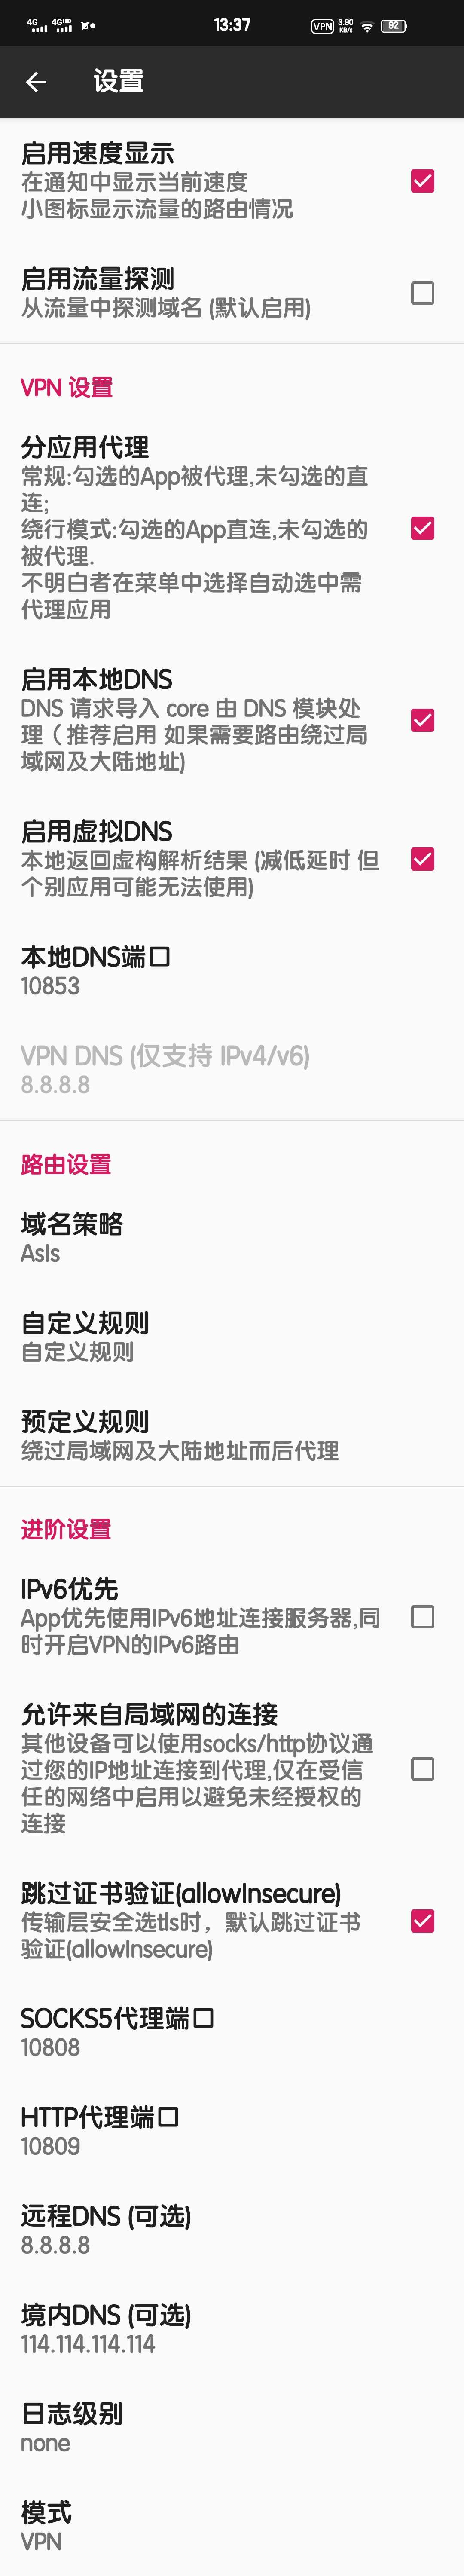 4G 4GHD 13:37 VPN 3.90 KB/s 92
设置
启用速度显示
在通知中显示当前速度
小图标显示流量的路由情况
启用流量探测
从流量中探测域名 (默认启用)
VPN 设置
分应用代理
常规:勾选的App被代理,未勾选的直
连;
绕行模式:勾选的App直连,未勾选的
被代理.
不明白者在菜单中选择自动选中需
代理应用
启用本地DNS
DNS 请求导入 core 由 DNS 模块处
理 ( 推荐启用 如果需要路由绕过局
域网及大陆地址)
启用虚拟DNS
本地返回虚构解析结果 (减低延时 但
个别应用可能无法使用)
本地DNS端口
10853
VPN DNS (仅支持 IPv4/v6)
8.8.8.8
路由设置
域名策略
AsIs
自定义规则
自定义规则
预定义规则
绕过局域网及大陆地址而后代理
进阶设置
IPv6优先
App优先使用IPv6地址连接服务器,同
时开启VPN的IPv6路由
允许来自局域网的连接
其他设备可以使用socks/http协议通
过您的IP地址连接到代理,仅在受信
任的网络中启用以避免未经授权的
连接
跳过证书验证(allowInsecure)
传输层安全选tls时，默认跳过证书
验证(allowInsecure)
SOCKS5代理端口
10808
HTTP代理端口
10809
远程DNS (可选)
8.8.8.8
境内DNS (可选)
114.114.114.114
日志级别
none
模式
VPN